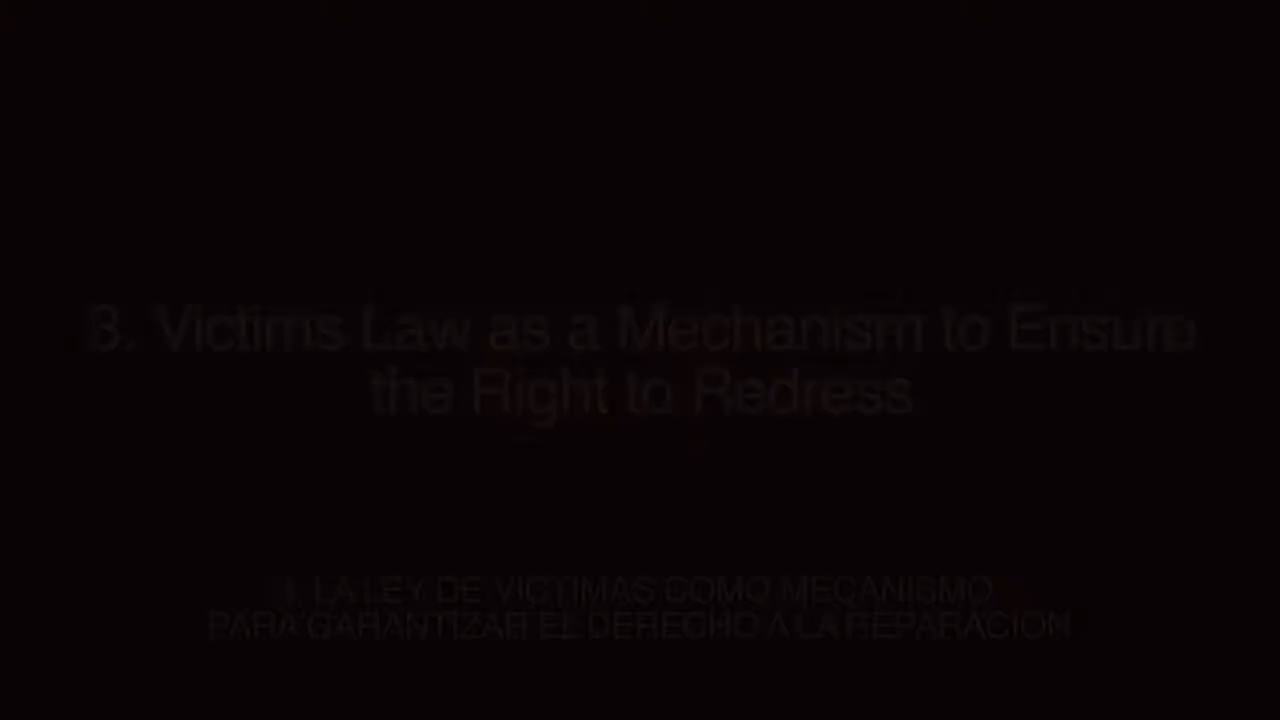 3. Victims Law as a Mechanism to Ensure
the Right to Redress
LA LEY DE VICTIMAS COMO MECANISMO
PARA GARANTIZAR EL DERECHO A LA REPARACION